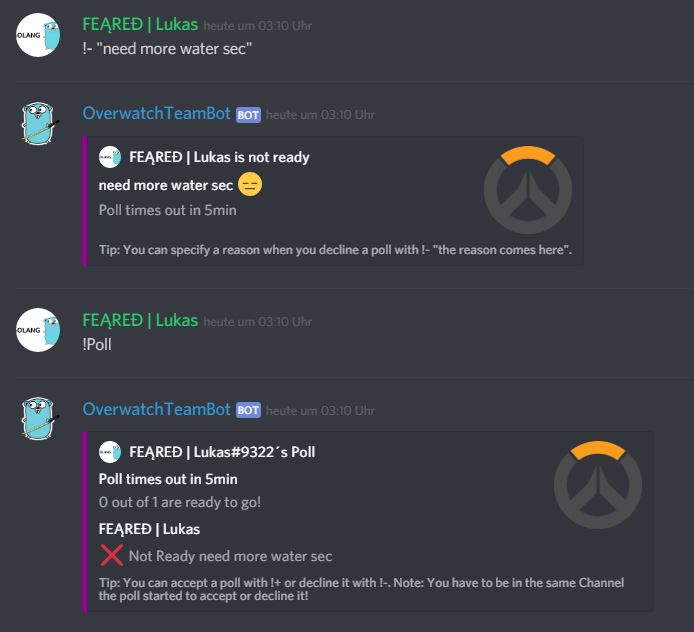 FEĄREĐ | Lukas heute um 03:10 Uhr
!- "need more water sec"
OverwatchTeamBot BOT heute um 03:10 Uhr
FEĄREĐ | Lukas is not ready
need more water sec 😑
Poll times out in 5min
Tip: You can specify a reason when you decline a poll with !- "the reason comes here".
FEĄREĐ | Lukas heute um 03:10 Uhr
!Poll
OverwatchTeamBot BOT heute um 03:10 Uhr
FEĄREĐ | Lukas#9322´s Poll
Poll times out in 5min
0 out of 1 are ready to go!
FEĄREĐ | Lukas
❌ Not Ready need more water sec
Tip: You can accept a poll with !+ or decline it with !-. Note: You have to be in the same Channel
the poll started to accept or decline it!